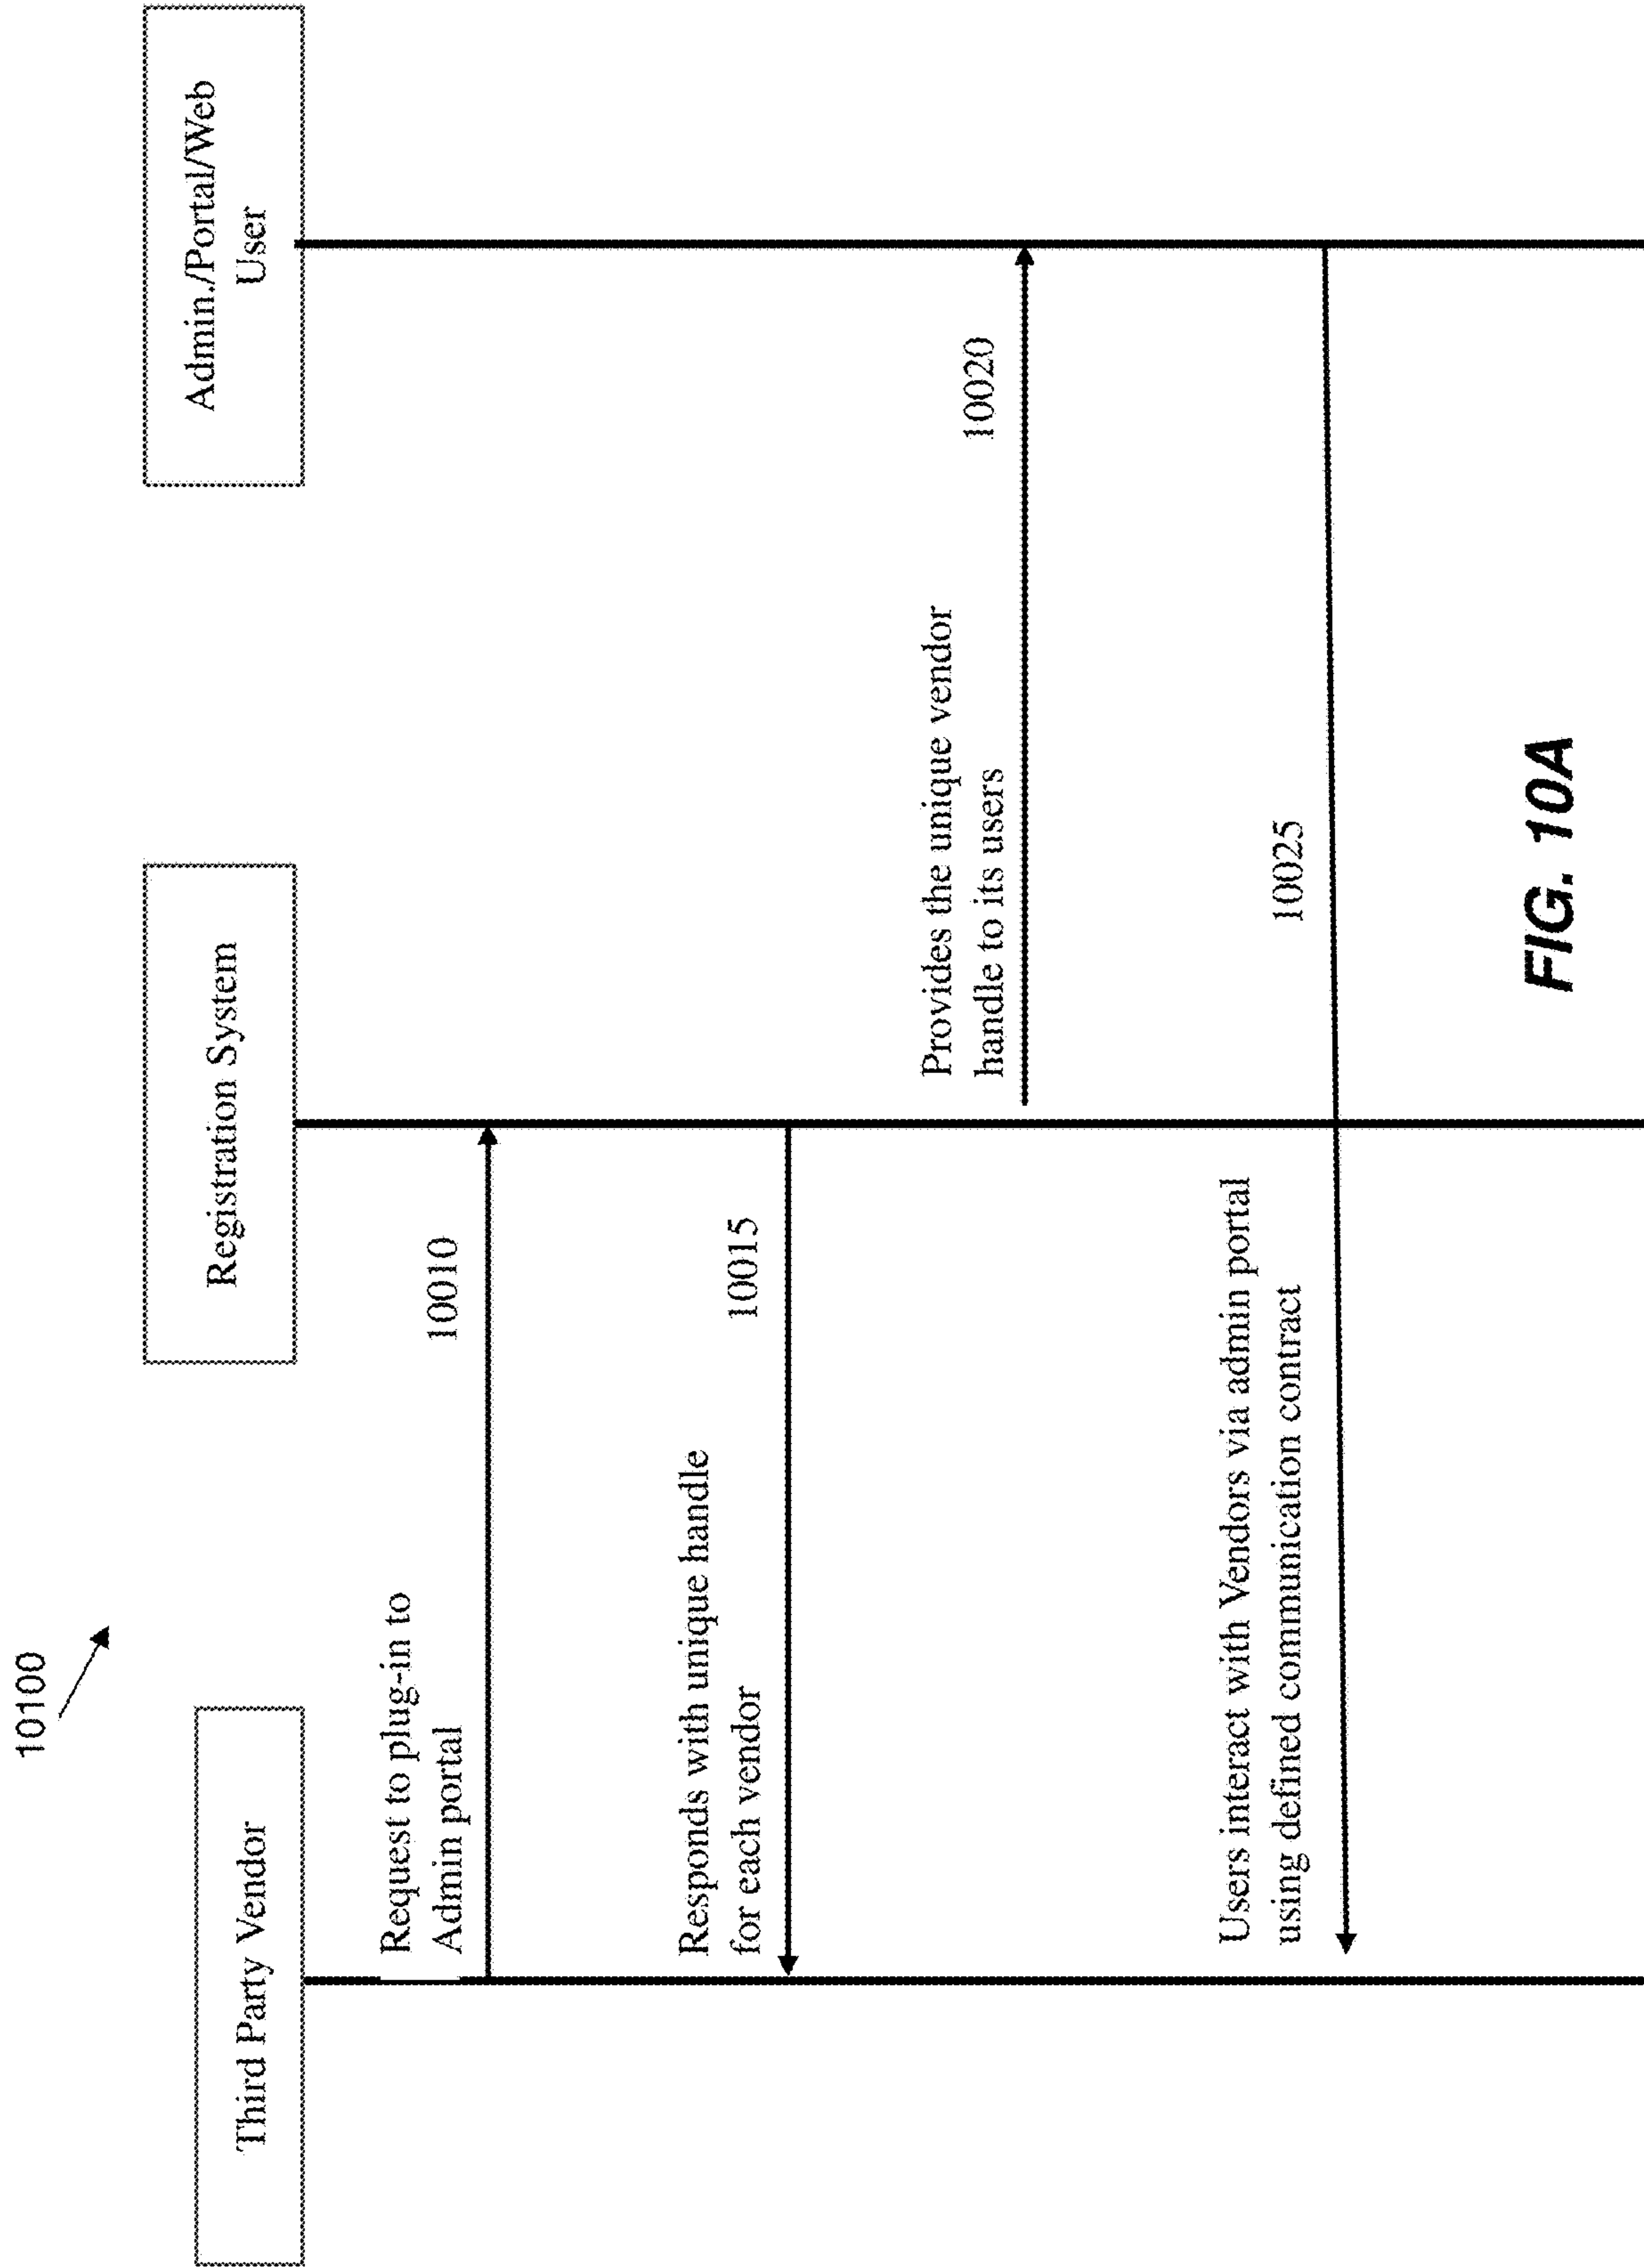 10100
Third Party Vendor
Registration System
Admin./Portal/Web
User
Request to plug-in to
Admin portal
10010
Responds with unique handle
for each vendor
10015
Provides the unique vendor
handle to its users
10020
Users interact with Vendors via admin portal
using defined communication contract
10025
FIG. 10A